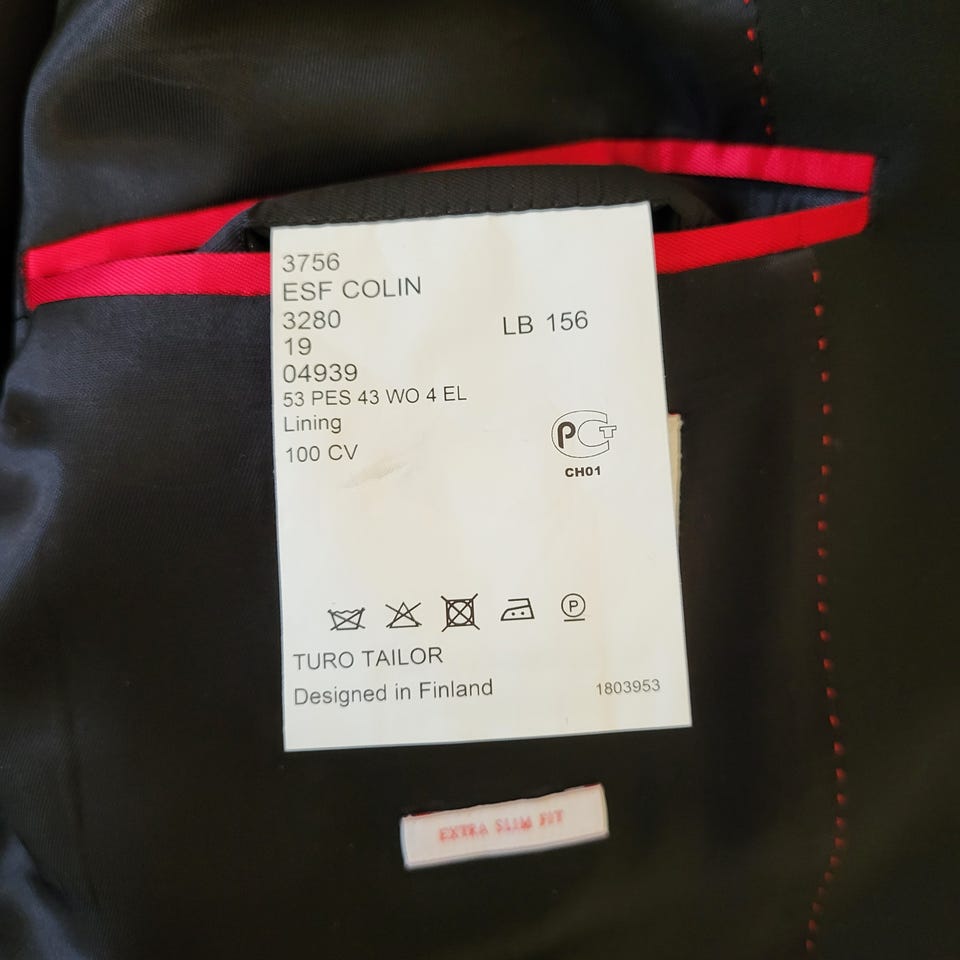 3756
ESF COLIN
3280
LB 156
19
04939
53 PES 43 WO 4 EL
Lining
100 CV
РСТ
CH01
P
TURO TAILOR
Designed in Finland
1803953
EXTRA SLIM FIT